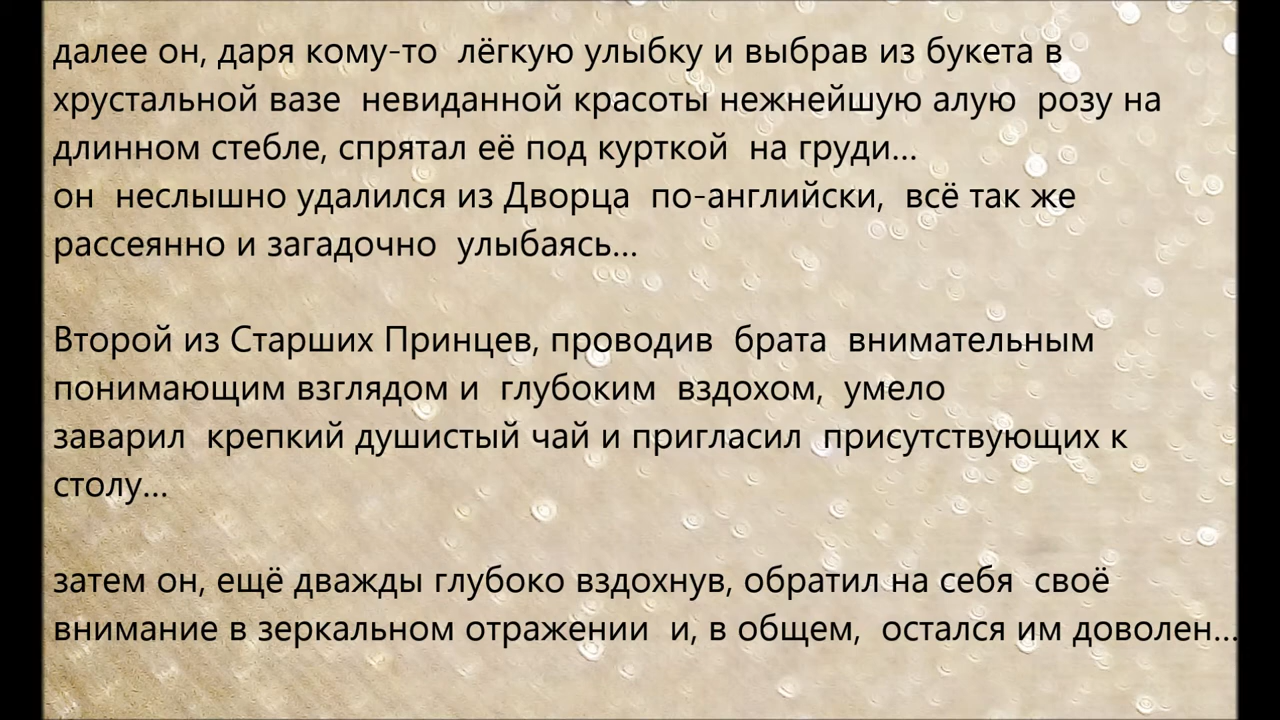 далее он, даря кому-то лёгкую улыбку и выбрав из букета в
хрустальной вазе невиданной красоты нежнейшую алую розу на
длинном стебле, спрятал её под курткой на груди...
он неслышно удалился из Дворца по-английски, всё так же
рассеянно и загадочно улыбаясь...
Второй из Старших Принцев, проводив брата внимательным
понимающим взглядом и глубоким вздохом, умело
заварил крепкий душистый чай и пригласил присутствующих к
столу...
затем он, ещё дважды глубоко вздохнув, обратил на себя своё
внимание в зеркальном отражении и, в общем, остался им доволен...